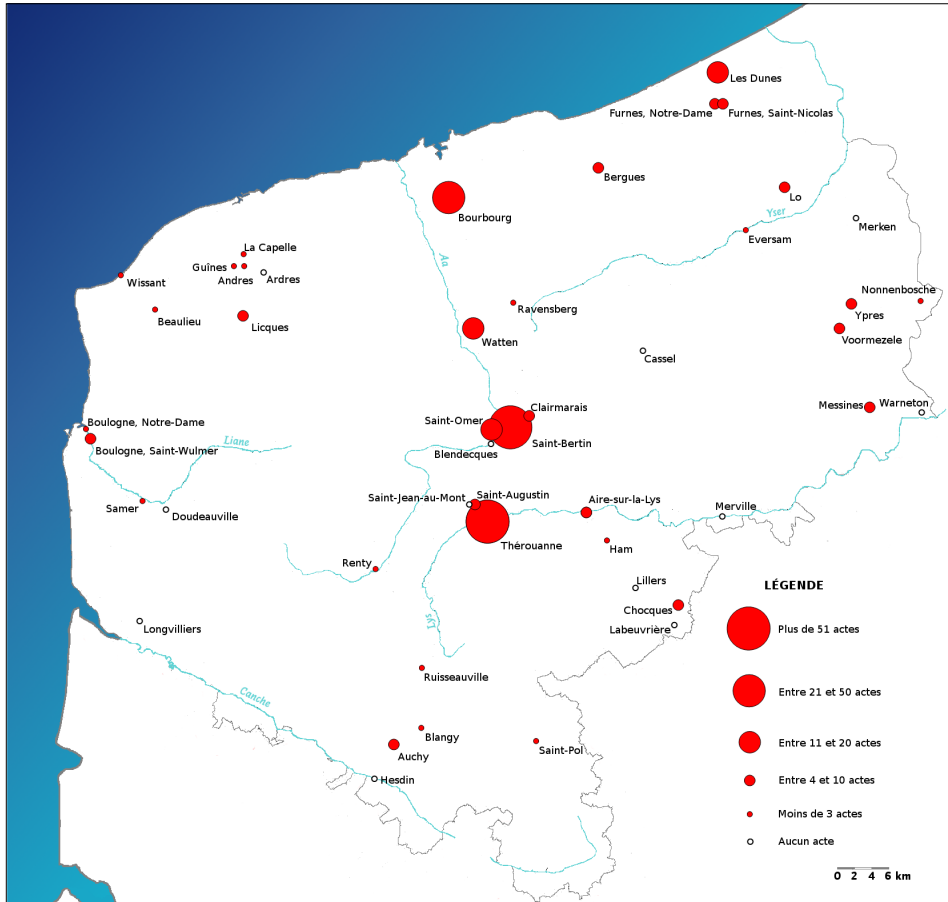 Les Dunes
Furnes, Notre-Dame
Furnes, Saint-Nicolas
Bergues
Bourbourg
Lo
Yser
Merken
Eversam
La Capelle
Guînes
Andres
Ardres
Aa
Wissant
Beaulieu
Licques
Ravensberg
Nonnenbosche
Ypres
Watten
Voormezele
Cassel
Clairmarais
Messines
Warneton
Boulogne, Notre-Dame
Saint-Omer
Saint-Bertin
Boulogne, Saint-Wulmer
Liane
Blendecques
Saint-Jean-au-Mont
Saint-Augustin
Aire-sur-la-Lys
Merville
Samer
Doudeauville
Thérouanne
Ham
Renty
LÉGENDE
Lillers
Chocques
Labeuvrière
Longvilliers
Lys
Plus de 51 actes
Ruisseauville
Canche
Entre 21 et 50 actes
Blangy
Auchy
Saint-Pol
Entre 11 et 20 actes
Hesdin
Entre 4 et 10 actes
Moins de 3 actes
Aucun acte
0 2 4 6 km